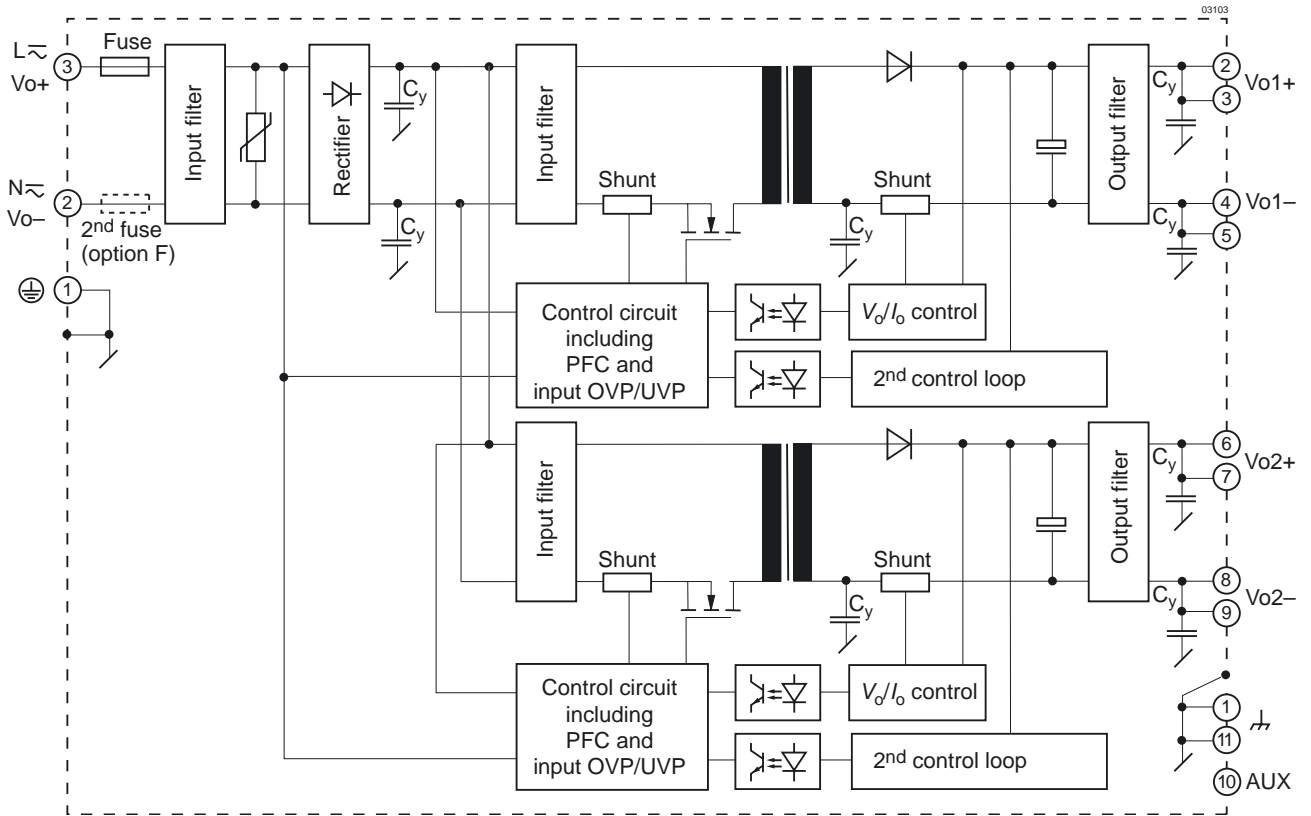 03103
L⎓~
Fuse
3
Vo+
Input filter
Rectifier
Cy
Input filter
Cy
2
3
Vo1+
Output filter
N⎓~
2
Vo–
2nd fuse
(option F)
Cy
Shunt
Cy
Shunt
Cy
4
Vo1–
5
1
Control circuit
including
PFC and
input OVP/UVP
Vo/Io control
2nd control loop
Input filter
Cy
6
Vo2+
7
Output filter
Shunt
Cy
Shunt
Cy
8
Vo2–
9
Control circuit
including
PFC and
input OVP/UVP
Vo/Io control
2nd control loop
1
11
10
AUX